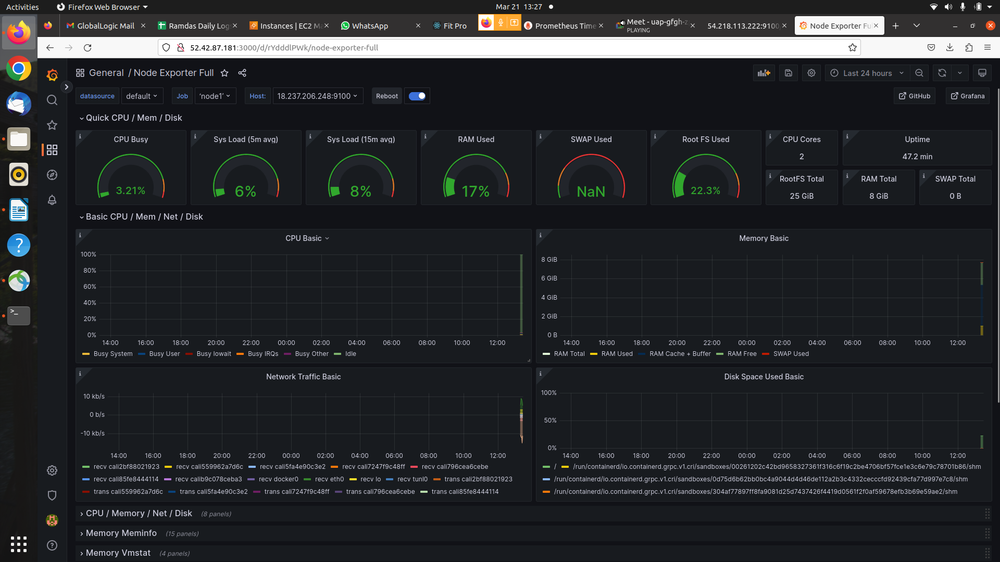 Activities
Firefox Web Browser
Mar 21 13:27
GlobalLogic Mail
Ramdas Daily Log
Instances | EC2 Ma
WhatsApp
Fit Pro
Prometheus Time
Meet - uap-gfgh-z
PLAYING
54.218.113.222:9100
Node Exporter Fu
52.42.87.181:3000/d/rYdddlPWk/node-exporter-full
General / Node Exporter Full
Last 24 hours
datasource default
Job 'node1'
Host: 18.237.206.248:9100
Reboot
GitHub
Grafana
Quick CPU / Mem / Disk
CPU Busy
3.21%
Sys Load (5m avg)
6%
Sys Load (15m avg)
8%
RAM Used
17%
SWAP Used
NaN
Root FS Used
22.3%
CPU Cores
2
Uptime
47.2 min
RootFS Total
25 GiB
RAM Total
8 GiB
SWAP Total
0 B
Basic CPU / Mem / Net / Disk
CPU Basic
100%
80%
60%
40%
20%
0%
14:00 16:00 18:00 20:00 22:00 00:00 02:00 04:00 06:00 08:00 10:00 12:00
Busy System Busy User Busy Iowait Busy IRQs Busy Other Idle
Memory Basic
8 GiB
6 GiB
4 GiB
2 GiB
0 B
14:00 16:00 18:00 20:00 22:00 00:00 02:00 04:00 06:00 08:00 10:00 12:00
RAM Total RAM Used RAM Cache + Buffer RAM Free SWAP Used
Network Traffic Basic
10 kb/s
0 b/s
-10 kb/s
14:00 16:00 18:00 20:00 22:00 00:00 02:00 04:00 06:00 08:00 10:00 12:00
recv cali2bf88021923 recv cali559962a7d6c recv cali5fa4e90c3e2 recv cali7247f9c48ff recv cali796cea6cebe
recv cali85fe8444114 recv calib9c078ceba3 recv docker0 recv eth0 recv lo recv tunl0 trans cali2bf88021923
trans cali559962a7d6c trans cali5fa4e90c3e2 trans cali7247f9c48ff trans cali796cea6cebe trans cali85fe8444114
Disk Space Used Basic
100%
50%
0%
14:00 16:00 18:00 20:00 22:00 00:00 02:00 04:00 06:00 08:00 10:00 12:00
/ /run/containerd/io.containerd.grpc.v1.cri/sandboxes/00261202c42bd9658327361f316c6f19c2be4706bf57fce1e3c6e79c78701b86/shm
/run/containerd/io.containerd.grpc.v1.cri/sandboxes/0d75d6b62bb0bc4a9044d4d46de112a2b3c4332cecccfd92439cfa77d997e7c8/shm
/run/containerd/io.containerd.grpc.v1.cri/sandboxes/304af77897ff8fa9081d25d7437426f4419d0561f2f0af59678efb3b69e59ae2/shm
CPU / Memory / Net / Disk (8 panels)
Memory Meminfo (15 panels)
Memory Vmstat (4 panels)